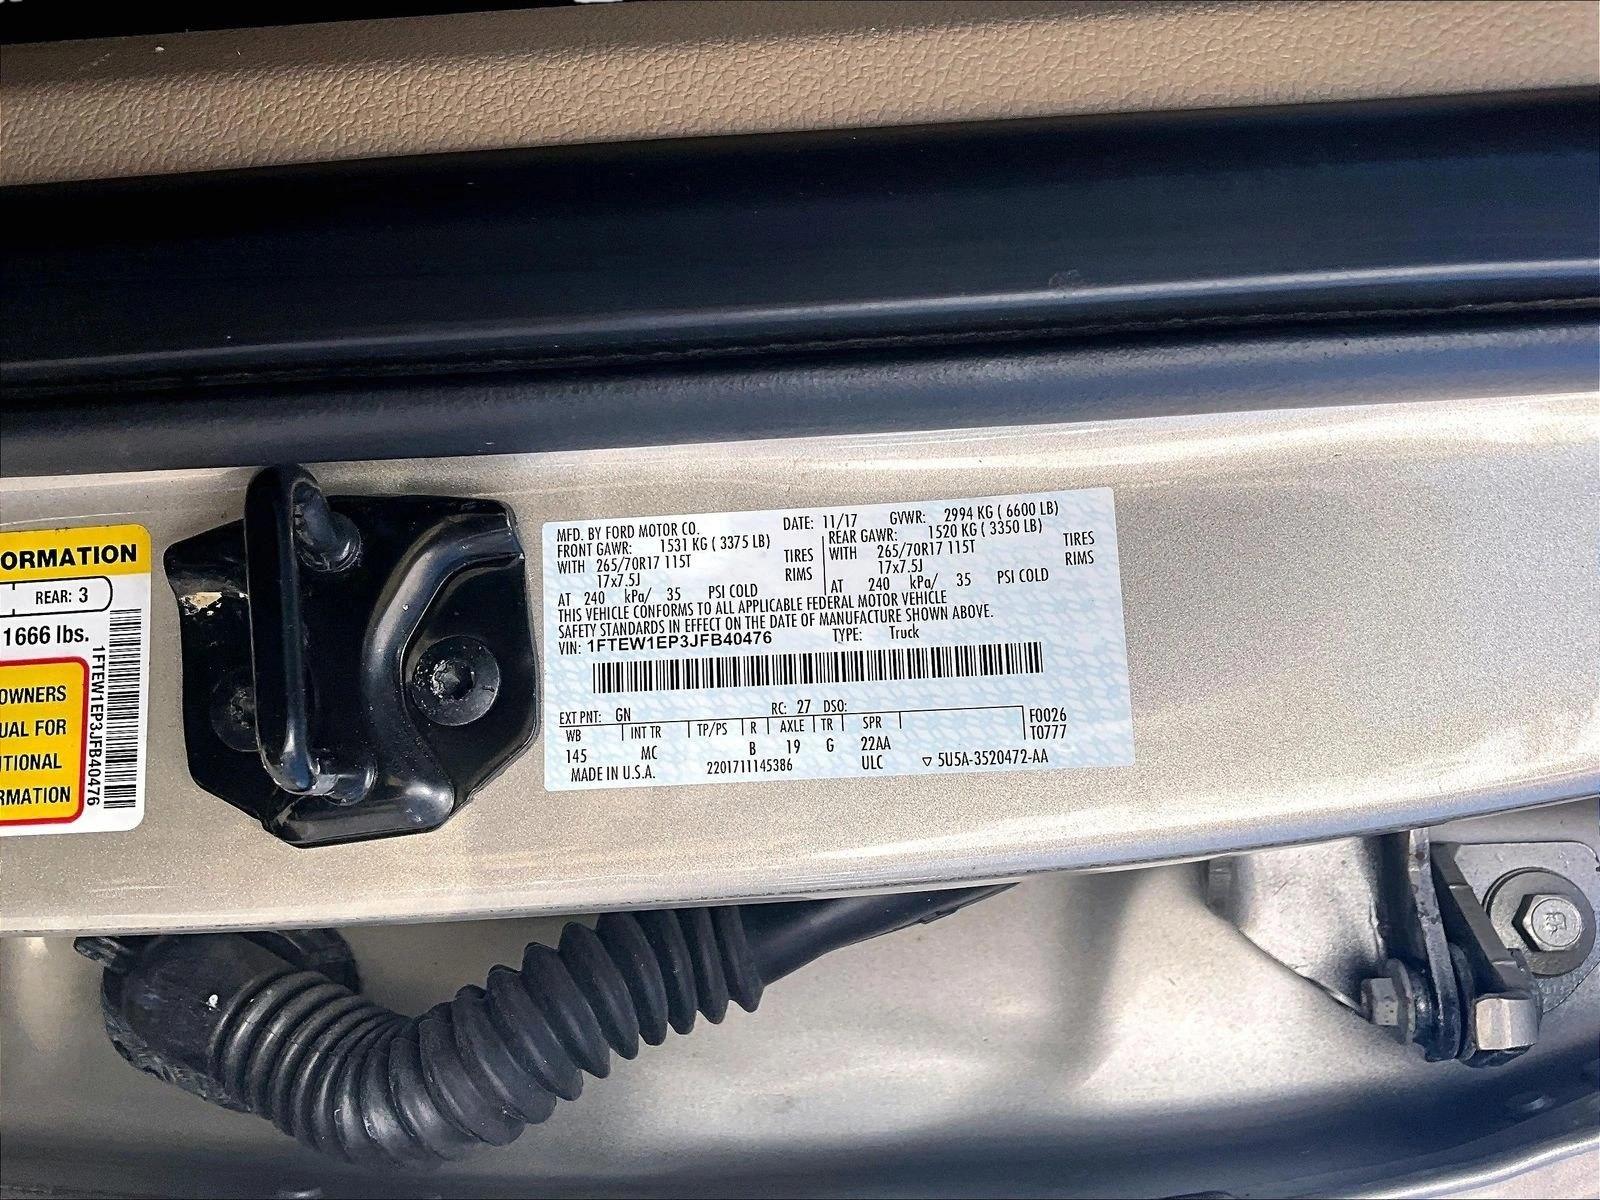 ORMATION
REAR: 3
1666 lbs.
OWNERS
UAL FOR
ITIONAL
RMATION
1FTEW1EP3JFB40476
MFD. BY FORD MOTOR CO. DATE: 11/17 GVWR: 2994 KG ( 6600 LB)
FRONT GAWR: 1531 KG ( 3375 LB) REAR GAWR: 1520 KG ( 3350 LB)
WITH 265/70R17 115T TIRES WITH 265/70R17 115T TIRES
17x7.5J RIMS 17x7.5J RIMS
AT 240 kPa/ 35 PSI COLD AT 240 kPa/ 35 PSI COLD
THIS VEHICLE CONFORMS TO ALL APPLICABLE FEDERAL MOTOR VEHICLE
SAFETY STANDARDS IN EFFECT ON THE DATE OF MANUFACTURE SHOWN ABOVE.
VIN: 1FTEW1EP3JFB40476 TYPE: Truck
EXT PNT: GN RC: 27 DSO: F0026
WB INT TR TP/PS R AXLE TR SPR T0777
145 MC B 19 G 22AA
MADE IN U.S.A. 2201711145386 ULC ▽ 5U5A-3520472-AA